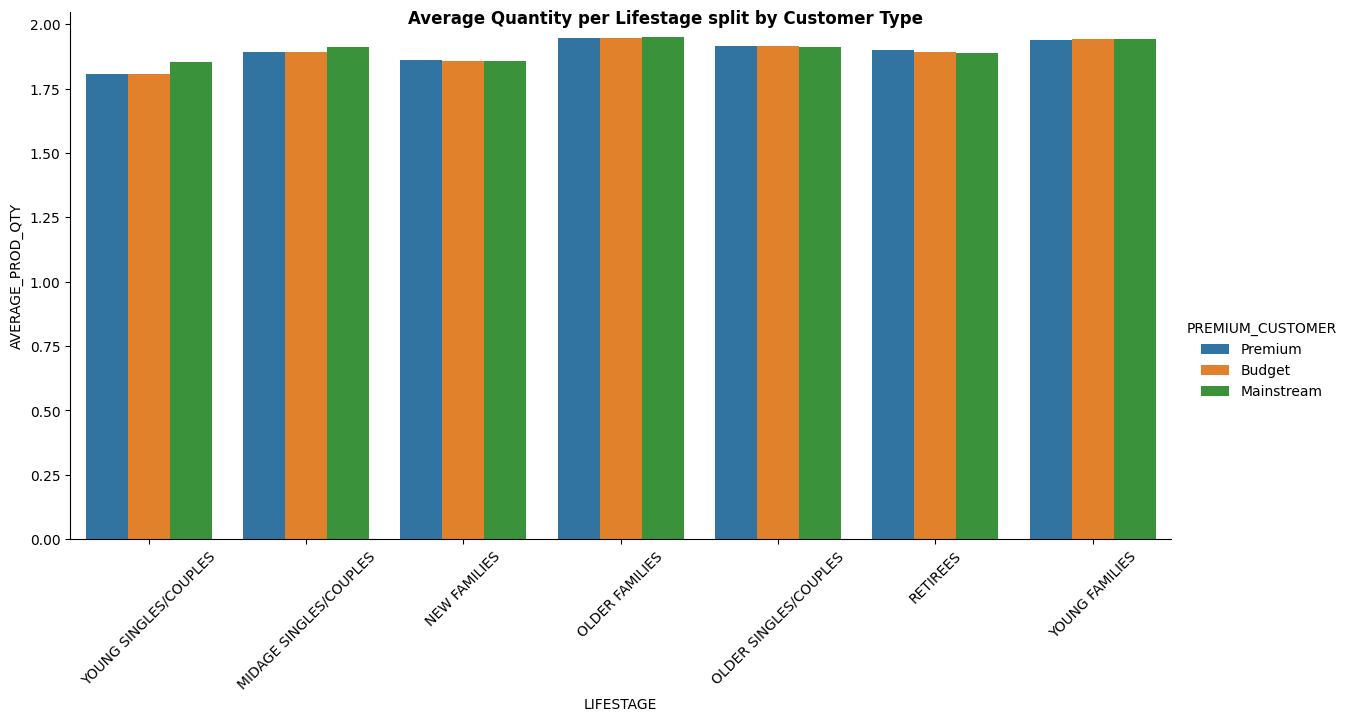 Average Quantity per Lifestage split by Customer Type
2.00
1.75
1.50
1.25
1.00
0.75
0.50
0.25
0.00
AVERAGE_PROD_QTY
YOUNG SINGLES/COUPLES
MIDAGE SINGLES/COUPLES
NEW FAMILIES
OLDER FAMILIES
OLDER SINGLES/COUPLES
RETIREES
YOUNG FAMILIES
LIFESTAGE
PREMIUM_CUSTOMER
Premium
Budget
Mainstream